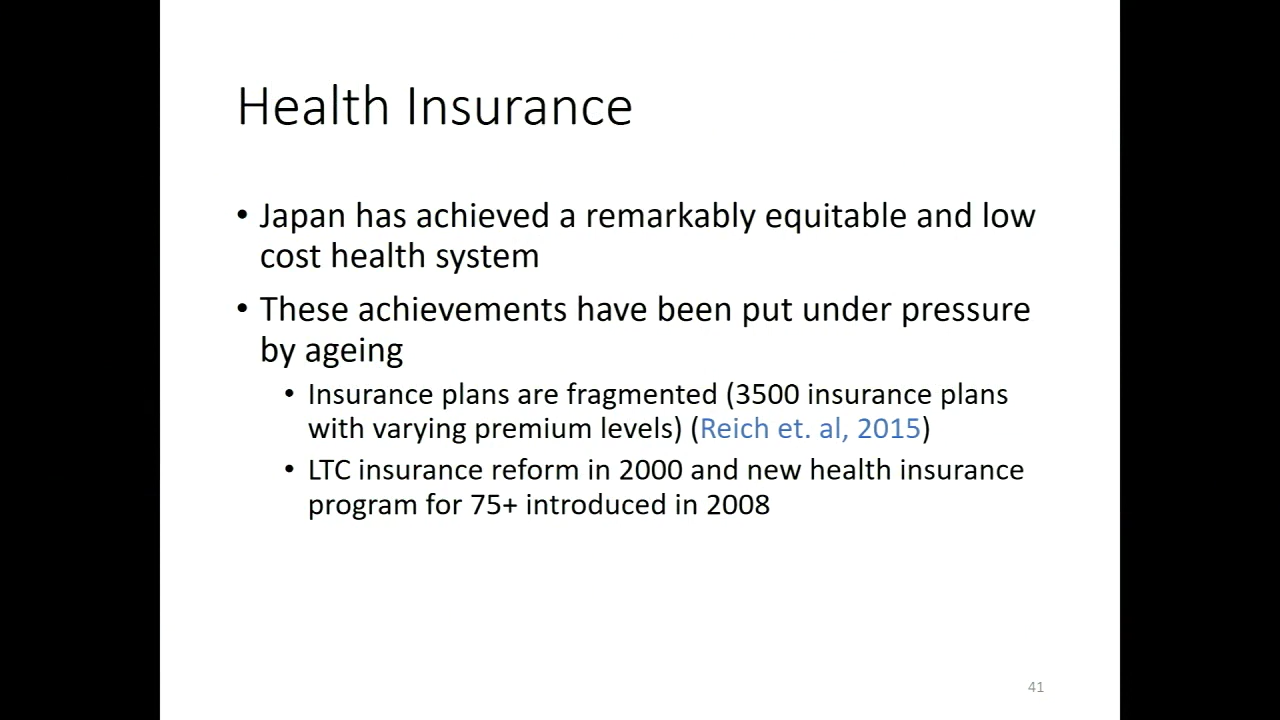 Health Insurance
• Japan has achieved a remarkably equitable and low
cost health system
• These achievements have been put under pressure
by ageing
• Insurance plans are fragmented (3500 insurance plans
with varying premium levels) (Reich et. al, 2015)
• LTC insurance reform in 2000 and new health insurance
program for 75+ introduced in 2008
41